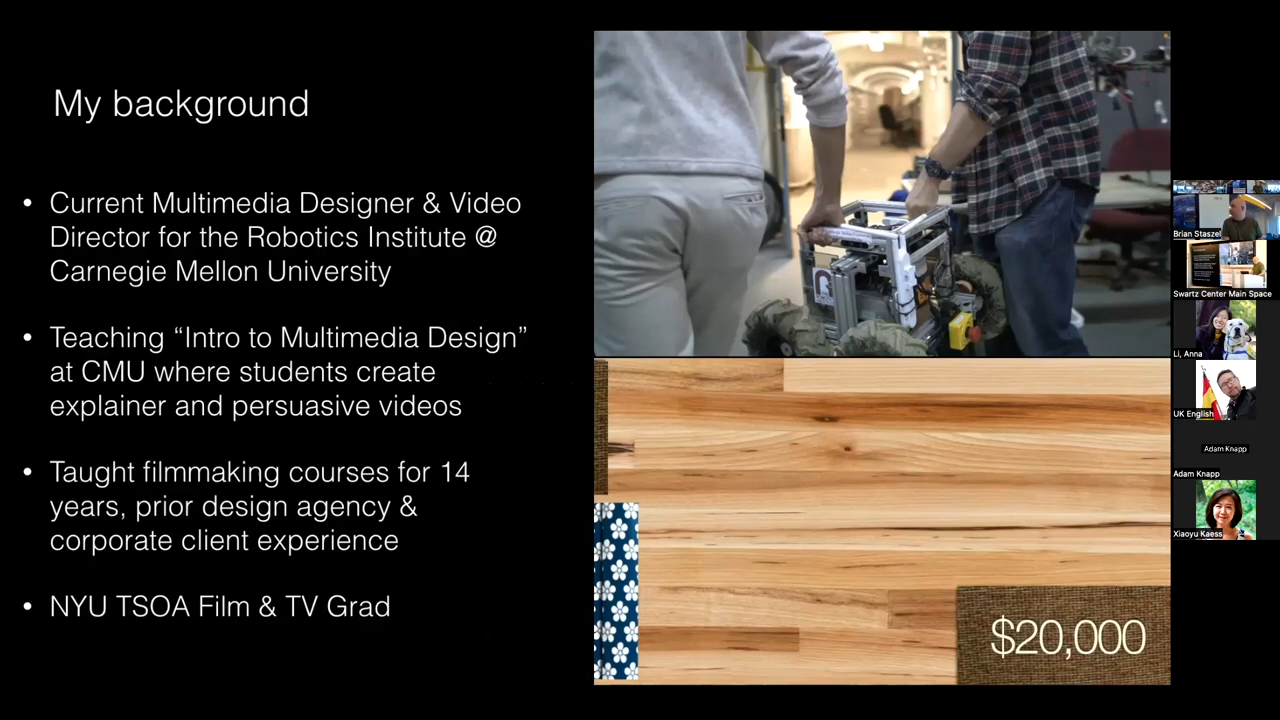 My background
• Current Multimedia Designer & Video
Director for the Robotics Institute @
Carnegie Mellon University
• Teaching “Intro to Multimedia Design”
at CMU where students create
explainer and persuasive videos
• Taught filmmaking courses for 14
years, prior design agency &
corporate client experience
• NYU TSOA Film & TV Grad
$20,000
Brian Staszel
Swartz Center Main Space
Li, Anna
UK English
Adam Knapp
Adam Knapp
Xiaoyu Kaess